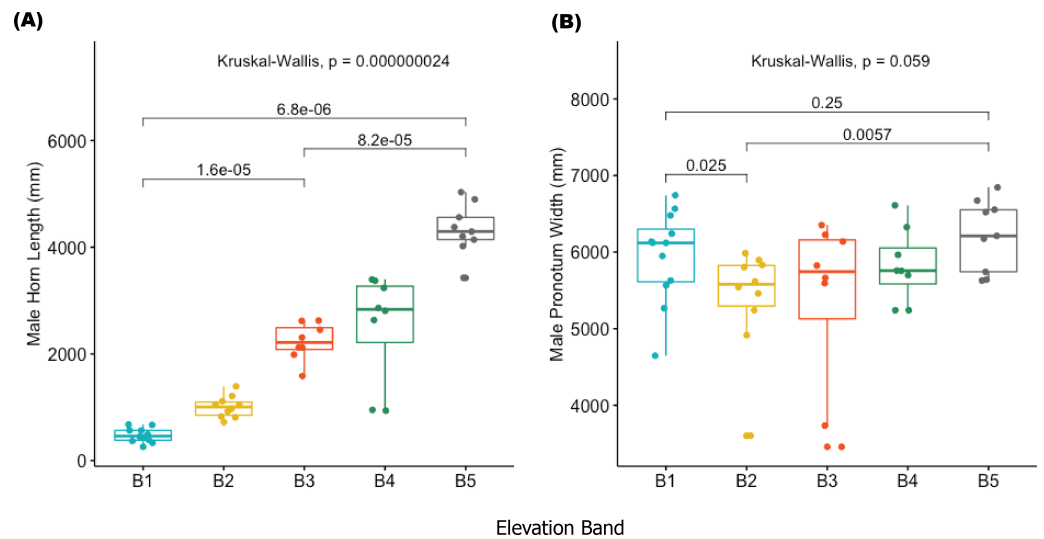 (A)
Kruskal-Wallis, p = 0.000000024
6.8e-06
8.2e-05
1.6e-05
Male Horn Length (mm)
6000
4000
2000
0
B1 B2 B3 B4 B5
(B)
Kruskal-Wallis, p = 0.059
0.25
0.0057
0.025
Male Pronotum Width (mm)
8000
7000
6000
5000
4000
B1 B2 B3 B4 B5
Elevation Band